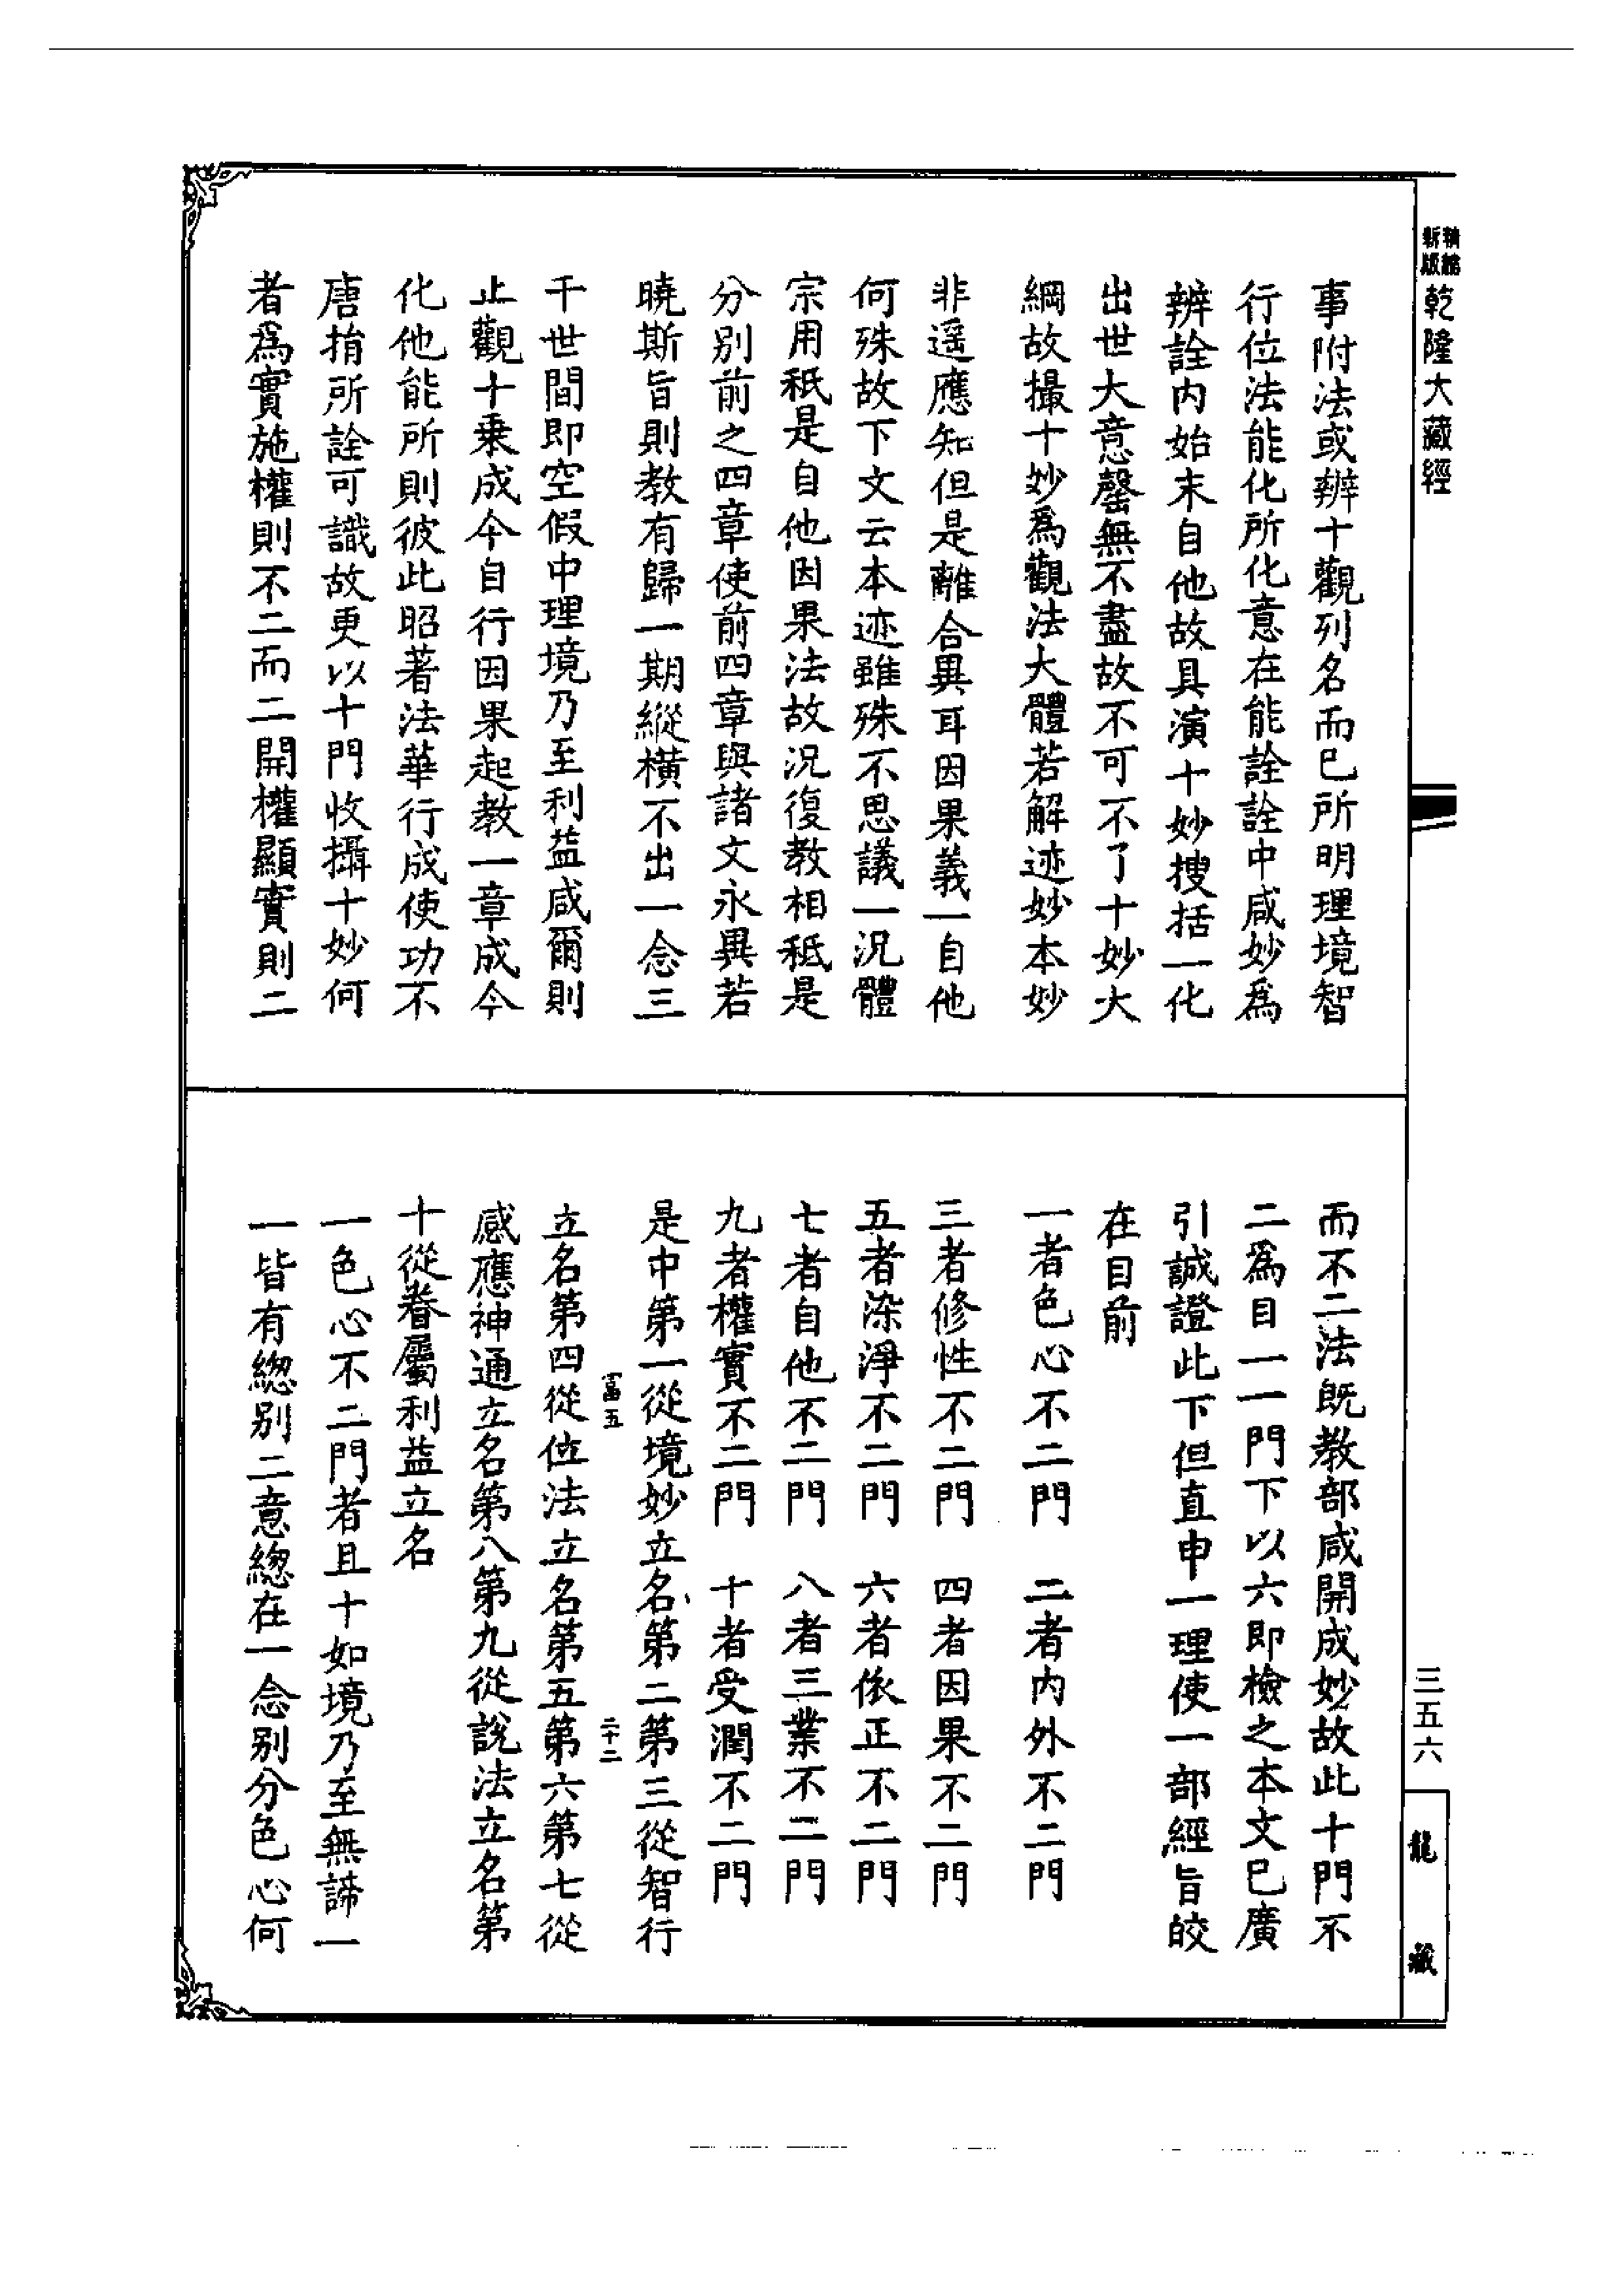 精縮
新版
乾隆大藏經
事附法或辦十觀列名而已所明理境智
行位法能化所化意在能詮詮中咸妙爲
辨詮内始末自他故具演十妙搜括一化
出世大意罄無不盡故不可不了十妙大
綱故撮十妙爲觀法大體若解迹妙本妙
非遥應知但是離合異耳因果義一自他
何殊故下文云本迹雖殊不思議一況體
宗用秖是自他因果法故況復教相秖是
分别前之四章使前四章與諸文永異若
曉斯旨則教有歸一期縱橫不出一念三
千世間即空假中理境乃至利益咸爾則
止觀十乗成今自行因果起教一章成今
化他能所則彼此昭著法華行成使功不
唐捐所詮可識故更以十門收攝十妙何
者爲實施權則不二而二開權顯實則二
而不二法既教部咸開成妙故此十門不
二爲目一一門下以六即檢之本文已廣
引誠證此下但直申一理使一部經旨皎
在目前
一者色心不二門　二者内外不二門
三者修性不二門　四者因果不二門
五者染淨不二門　六者依正不二門
七者自他不二門　八者三業不二門
九者權實不二門　十者受潤不二門
是中第一從境妙立名第二第三從智行
富五　二十二
立名第四從位法立名第五第六第七從
感應神通立名第八第九從說法立名第
十從眷屬利益立名
一色心不二門者且十如境乃至無諦一
一皆有緫别二意緫在一念别分色心何
三五六
龍藏